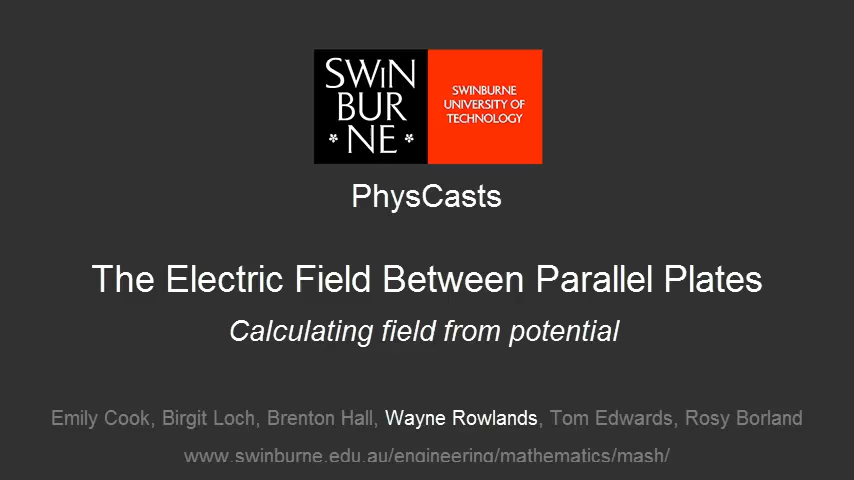 SWIN
BUR
* NE *
SWINBURNE
UNIVERSITY OF
TECHNOLOGY
PhysCasts
The Electric Field Between Parallel Plates
Calculating field from potential
Emily Cook, Birgit Loch, Brenton Hall, Wayne Rowlands, Tom Edwards, Rosy Borland
www.swinburne.edu.au/engineering/mathematics/mash/